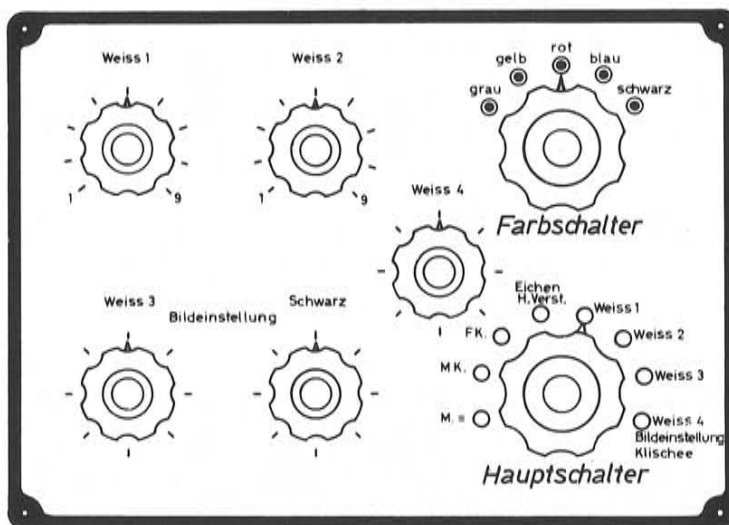 Weiss 1
Weiss 2
grau
gelb
rot
blau
schwarz
1
9
1
9
Farbschalter
Weiss 4
Weiss 3
Bildeinstellung
Schwarz
Eichen
H.Verst.
Weiss 1
FK.
Weiss 2
MK.
Weiss 3
M. =
Weiss 4
Bildeinstellung
Klischee
Hauptschalter